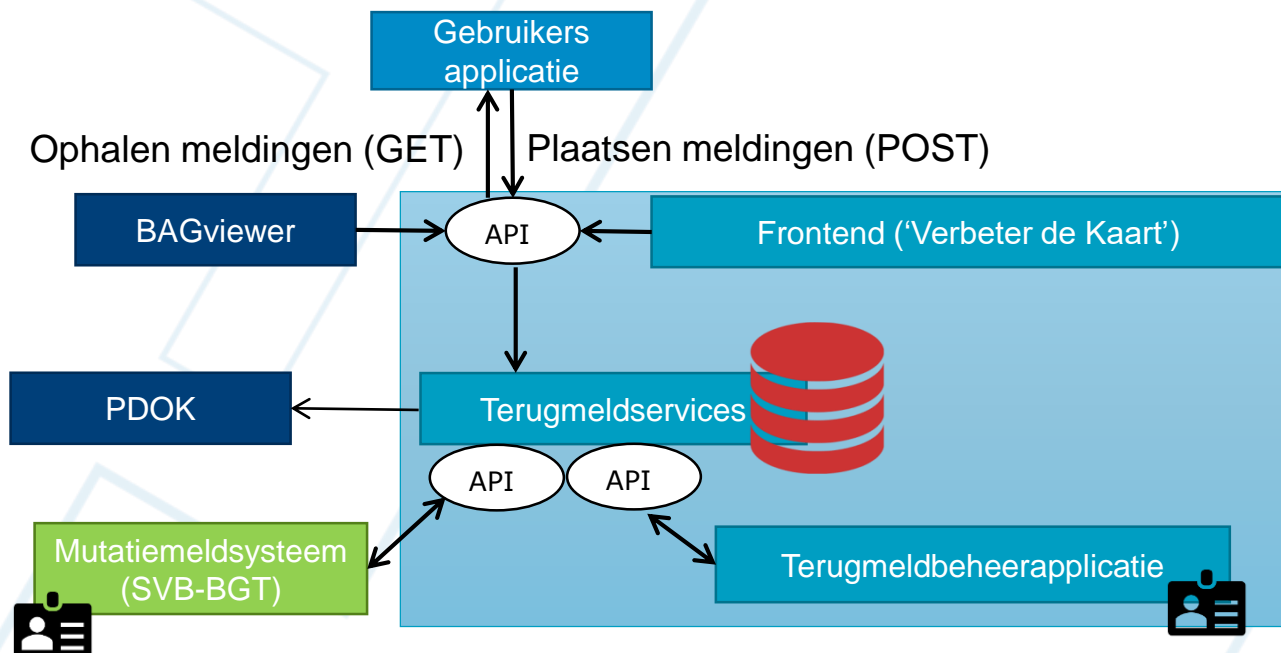 Gebruikers
applicatie
Ophalen meldingen (GET)
Plaatsen meldingen (POST)
BAGviewer
API
Frontend (‘Verbeter de Kaart’)
PDOK
Terugmeldservices
API
API
Mutatiemeldsysteem
(SVB-BGT)
Terugmeldbeheerapplicatie